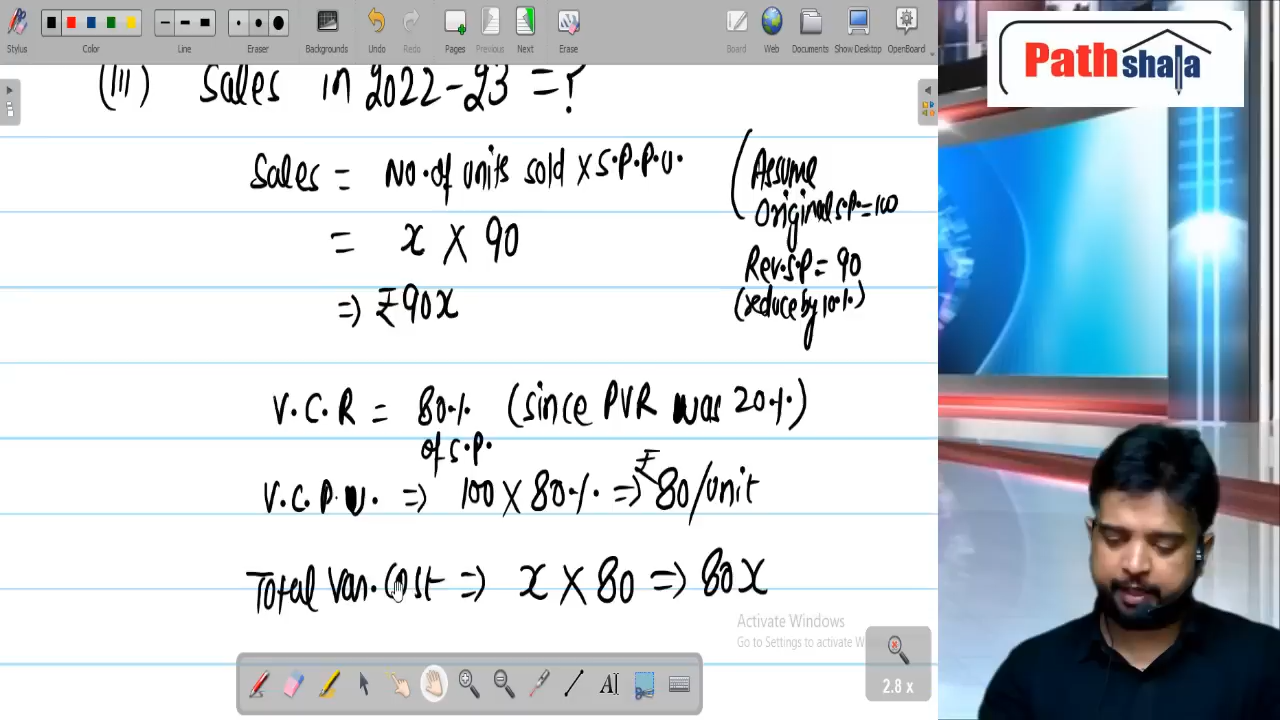 Stylus
Color
Line
Eraser
Backgrounds
Undo
Redo
Pages
Previous
Next
Erase
Board
Web
Documents
Show Desktop
OpenBoard
Path shala
(iii) Sales in 2022-23 = ?
Sales = No. of units sold x S.P.P.U.
= x X 90
⇒ ₹90x
(Assume
Original S.P. = 100
Rev. S.P = 90
(reduce by 10%)
V.C.R = 80% (since PVR was 20%)
of S.P.
V.C.P.U. ⇒ 100 x 80% ⇒ ₹80/unit
Total Var. Cost ⇒ x X 80 ⇒ 80x
Activate Windows
Go to Settings to activate W
2.8 x